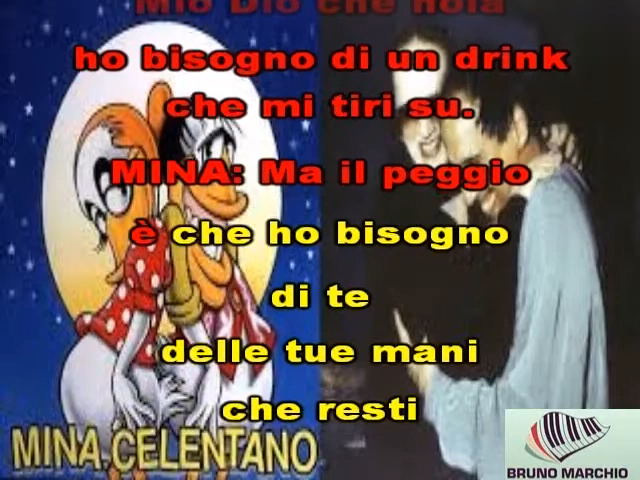 Mio Dio che noia
ho bisogno di un drink
che mi tiri su.
MINA: Ma il peggio
è che ho bisogno
di te
delle tue mani
che resti
MINA CELENTANO
BRUNO MARCHIO